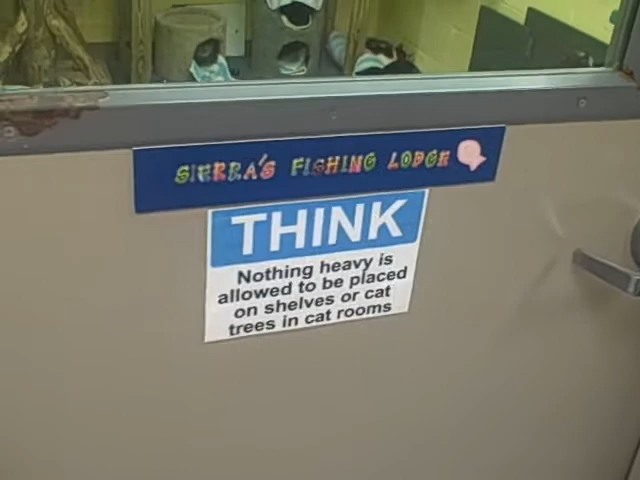 SIERRA'S FISHING LODGE
THINK
Nothing heavy is
allowed to be placed
on shelves or cat
trees in cat rooms